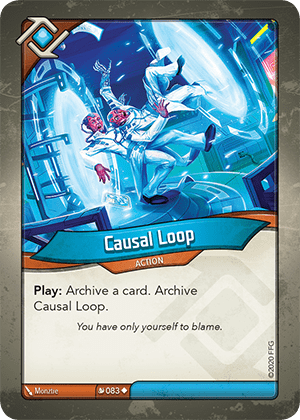 Causal Loop
ACTION
Play: Archive a card. Archive
Causal Loop.
You have only yourself to blame.
©2020 FFG
Monztre
083